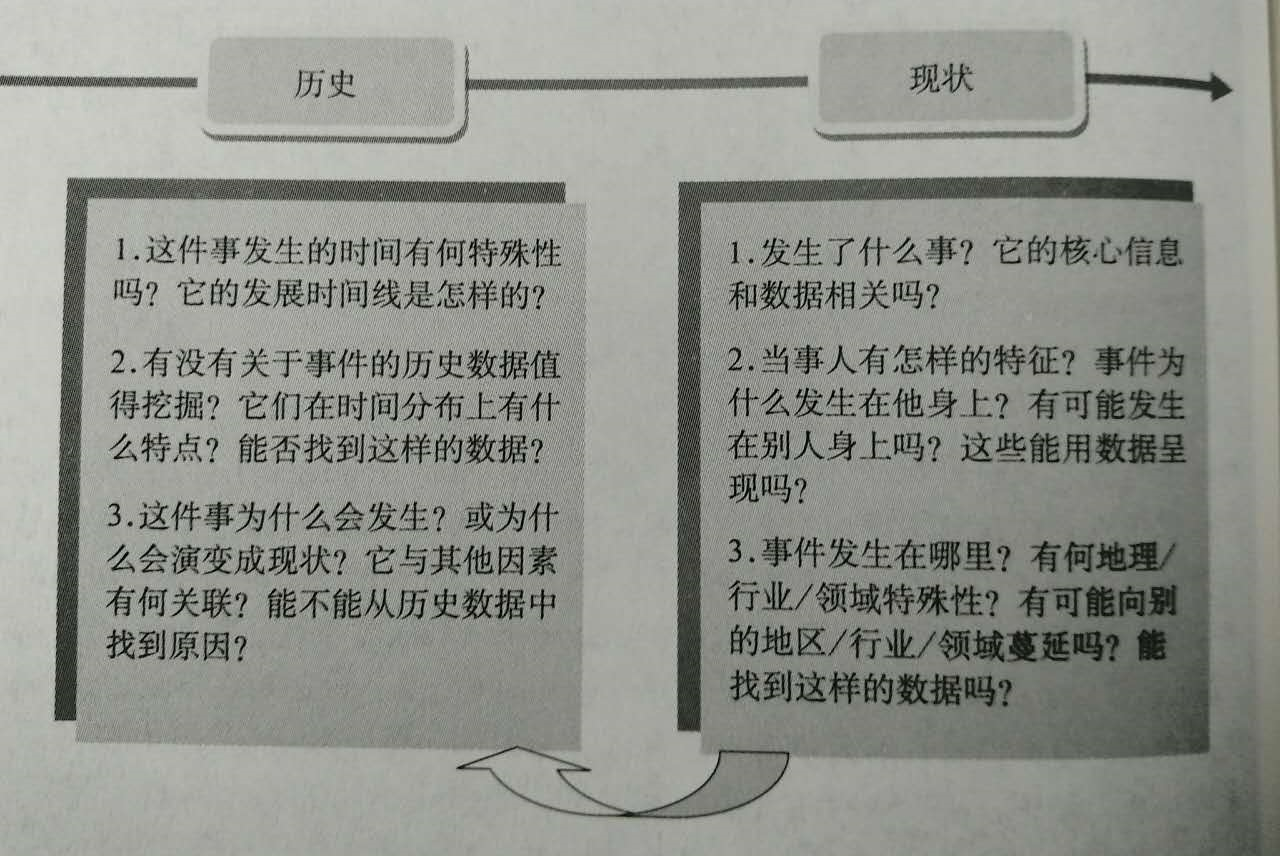 历史
现状
1.这件事发生的时间有何特殊性
吗？它的发展时间线是怎样的？
2.有没有关于事件的历史数据值
得挖掘？它们在时间分布上有什
么特点？能否找到这样的数据？
3.这件事为什么会发生？或为什
么会演变成现状？它与其他因素
有何关联？能不能从历史数据中
找到原因？
1.发生了什么事？它的核心信息
和数据相关吗？
2.当事人有怎样的特征？事件为
什么发生在他身上？有可能发生
在别人身上吗？这些能用数据呈
现吗？
3.事件发生在哪里？有何地理/
行业/领域特殊性？有可能向别
的地区/行业/领域蔓延吗？能
找到这样的数据吗？